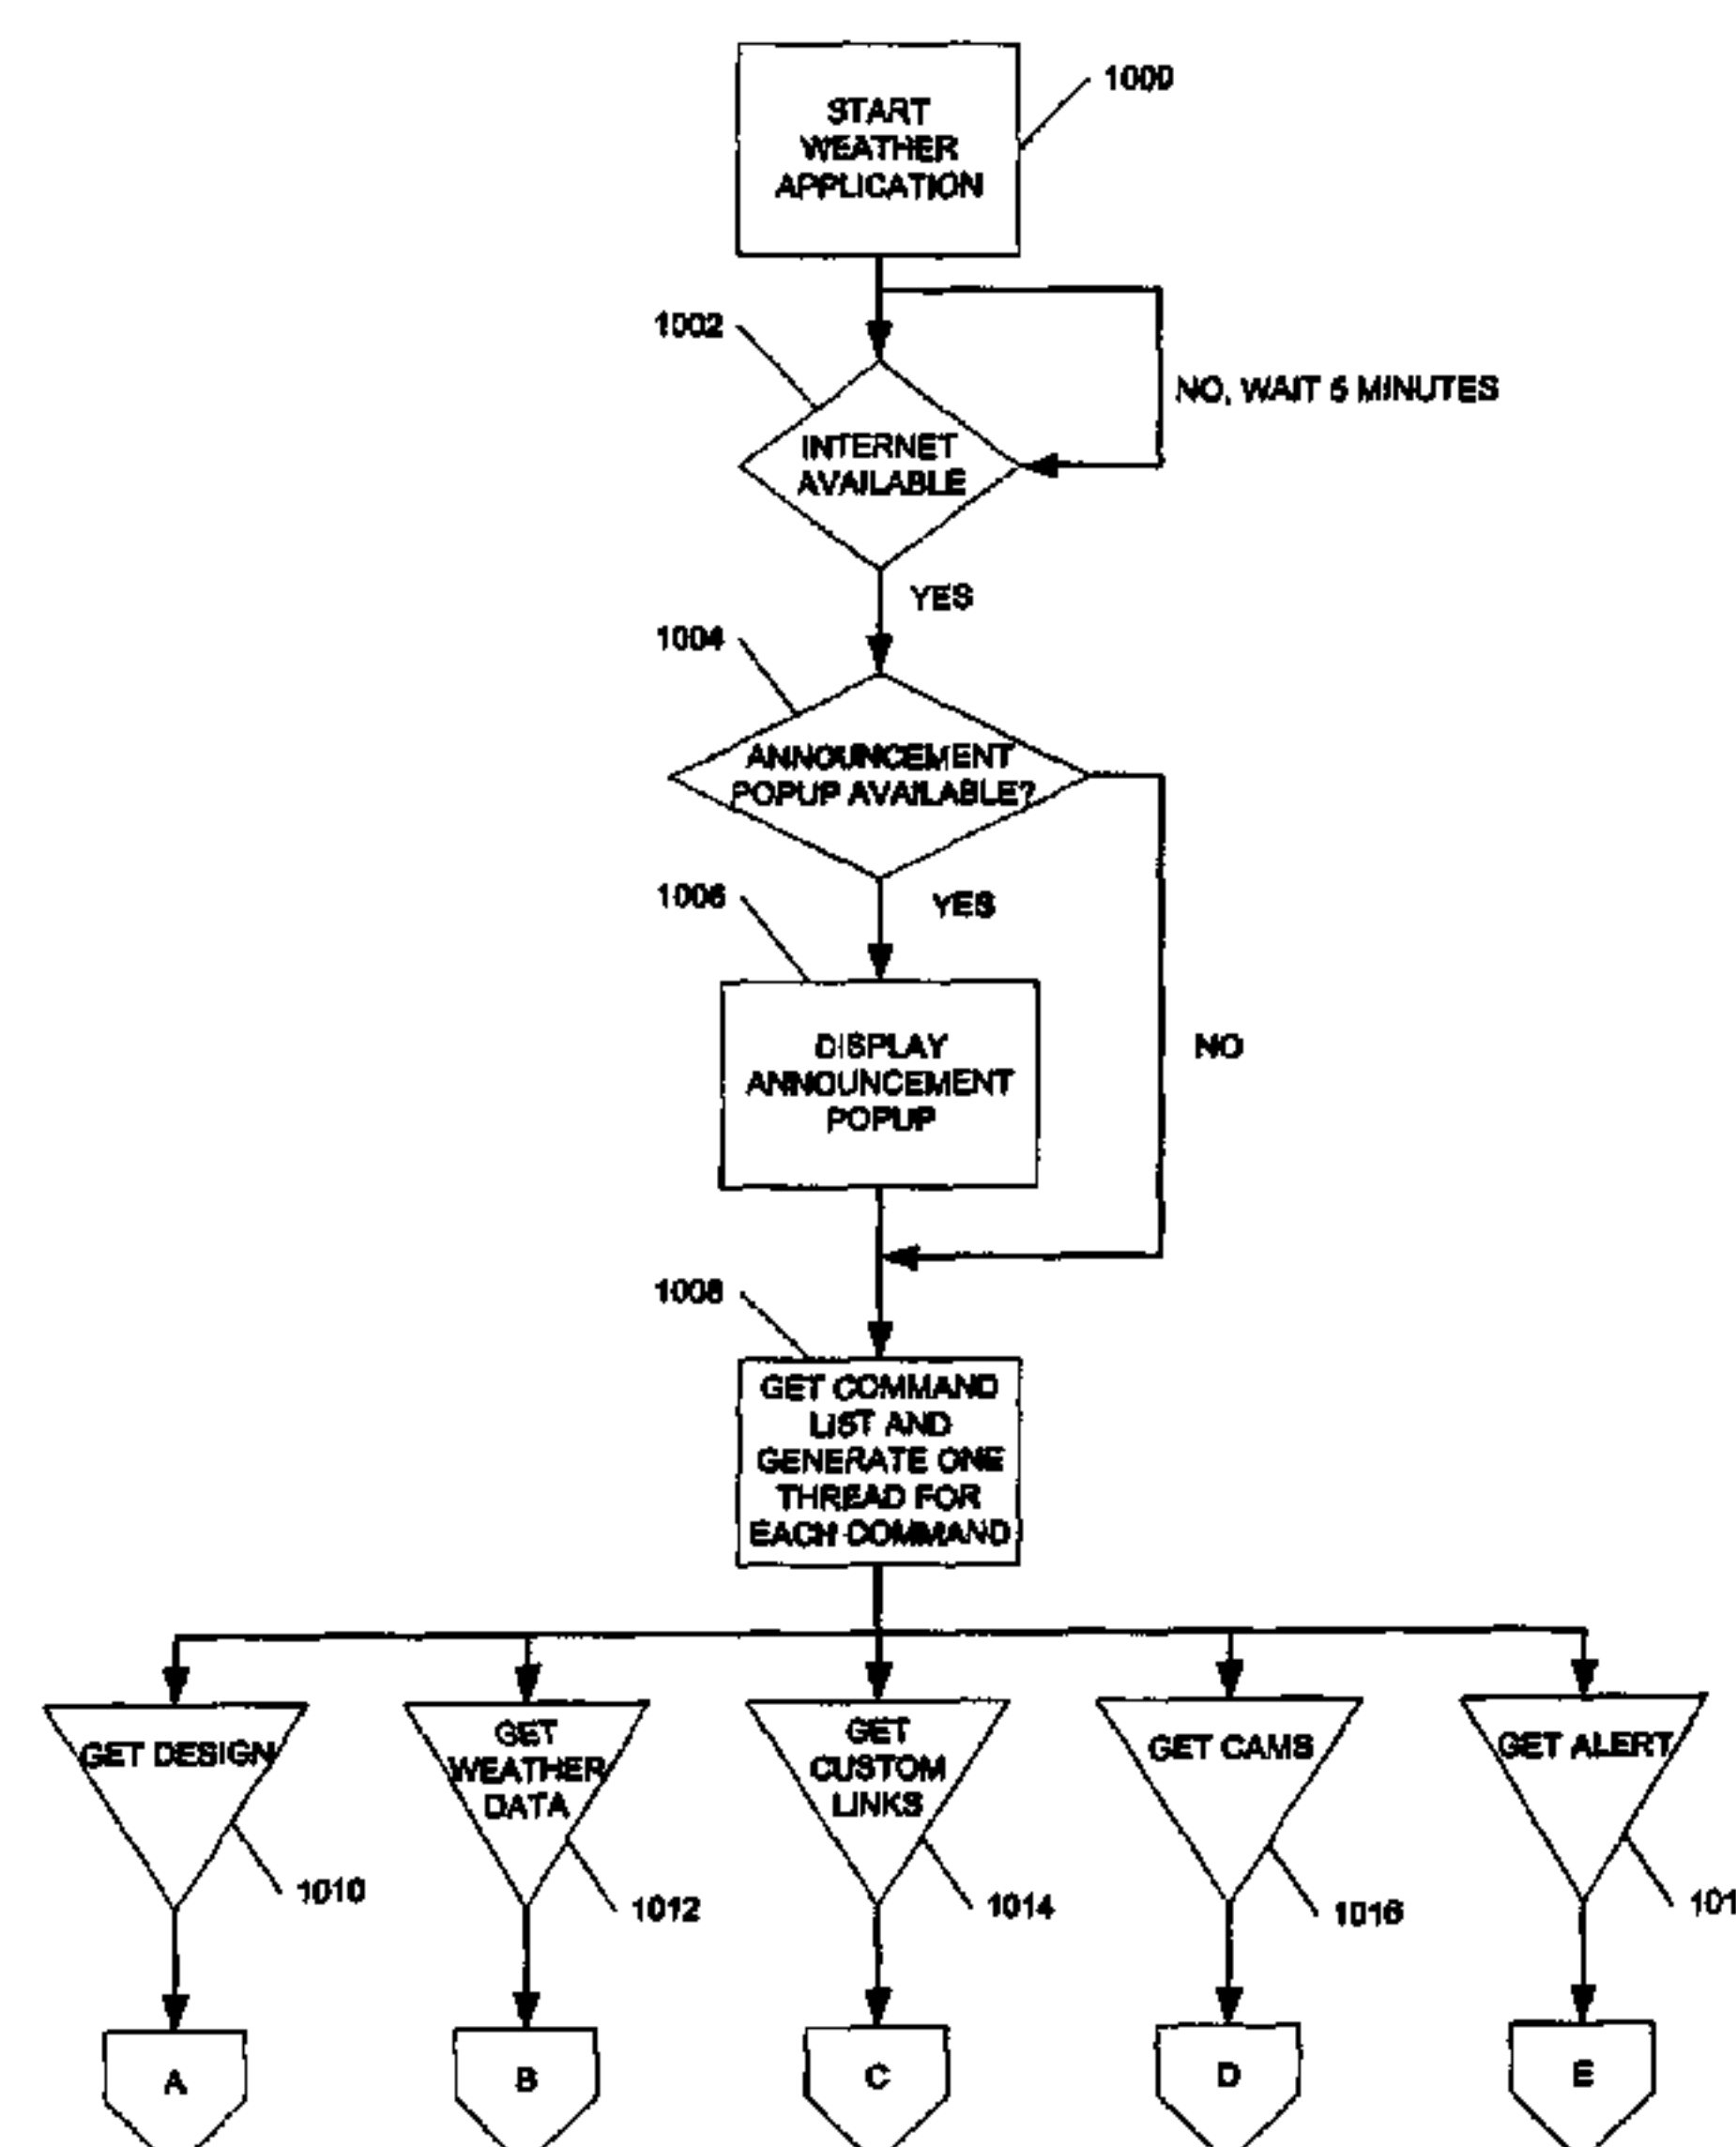 START
WEATHER
APPLICATION
1000
1002
NO, WAIT 5 MINUTES
INTERNET
AVAILABLE
YES
1004
ANNOUNCEMENT
POPUP AVAILABLE?
1006
YES
DISPLAY
ANNOUNCEMENT
POPUP
NO
1008
GET COMMAND
LIST AND
GENERATE ONE
THREAD FOR
EACH COMMAND
GET DESIGN
GET
WEATHER
DATA
GET
CUSTOM
LINKS
GET CAMS
GET ALERT
1010
1012
1014
1016
101
A
B
C
D
E